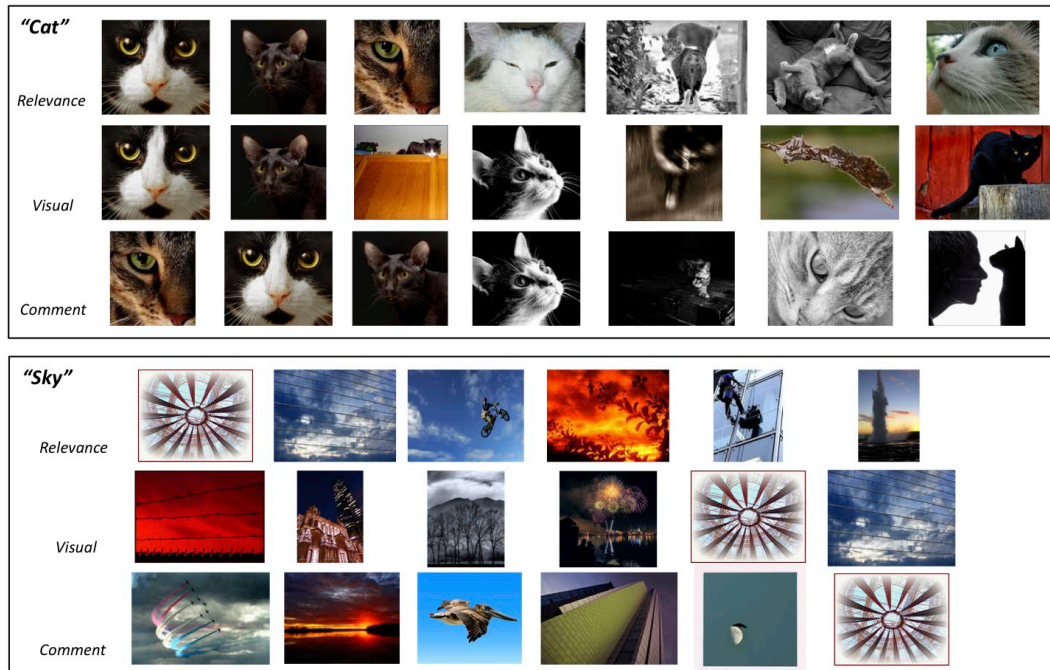 “Cat”
Relevance
Visual
Comment
“Sky”
Relevance
Visual
Comment